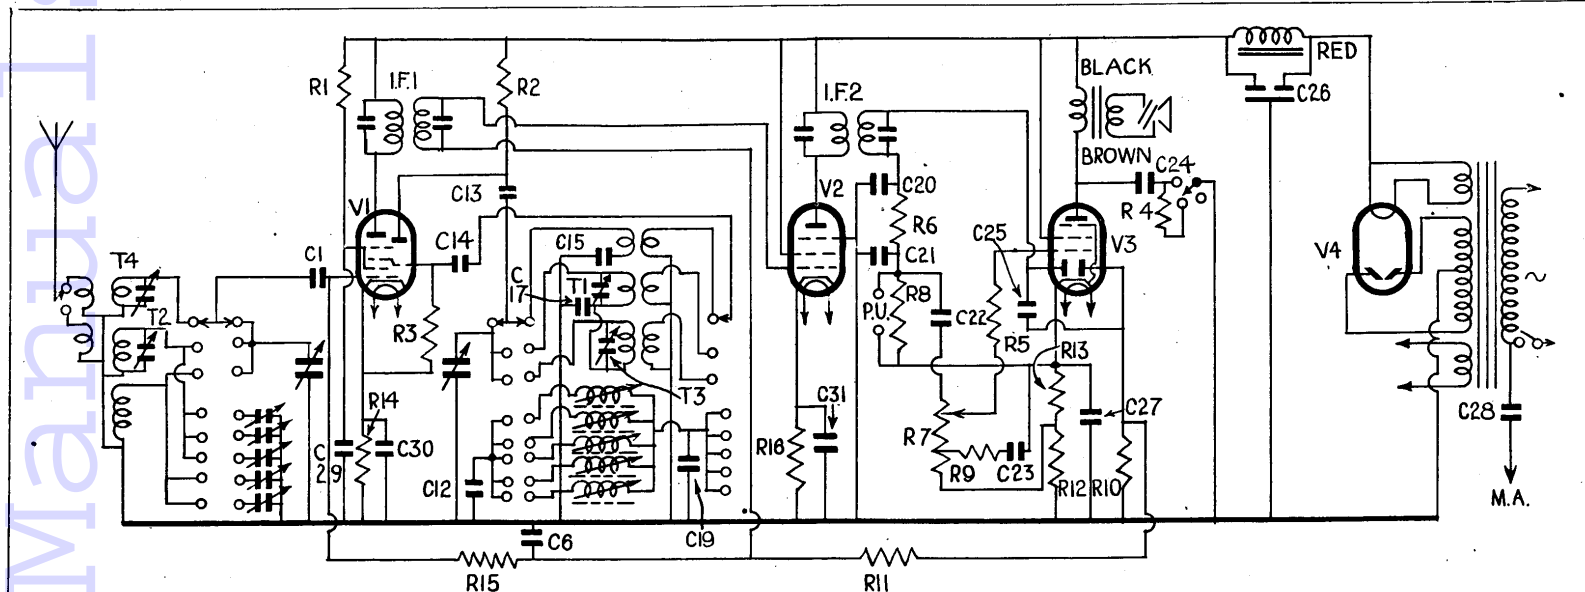 Manual
I.F.1
R1
R2
I.F.2
BLACK
RED
C26
BROWN
C24
R4
C13
V1
V2
C20
R6
V3
C14
C15
C21
C25
V4
T4
C1
C
17
T1
R8
P.U.
C22
R5
R13
T2
R3
T3
R14
C31
C27
C28
R7
C
29
C30
R16
R9
C23
C12
R12
R10
M.A.
C6
C19
R15
R11